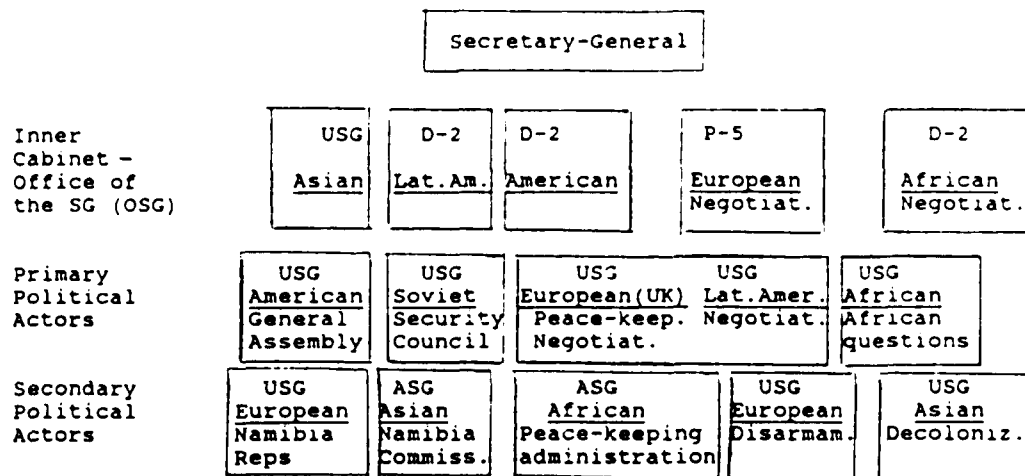 Secretary-General
Inner USG D-2 D-2 P-5 D-2
Cabinet –
Office of Asian Lat.Am. American European African
the SG (OSG) Negotiat. Negotiat.
Primary USG USG USG USG USG
Political American Soviet European(UK) Lat.Amer. African
Actors General Security Peace-keep. Negotiat. African
Assembly Council Negotiat. questions
Secondary USG ASG ASG USG USG
Political European Asian African European Asian
Actors Namibia Namibia Peace-keeping Disarmam. Decoloniz.
Reps Commiss. administration